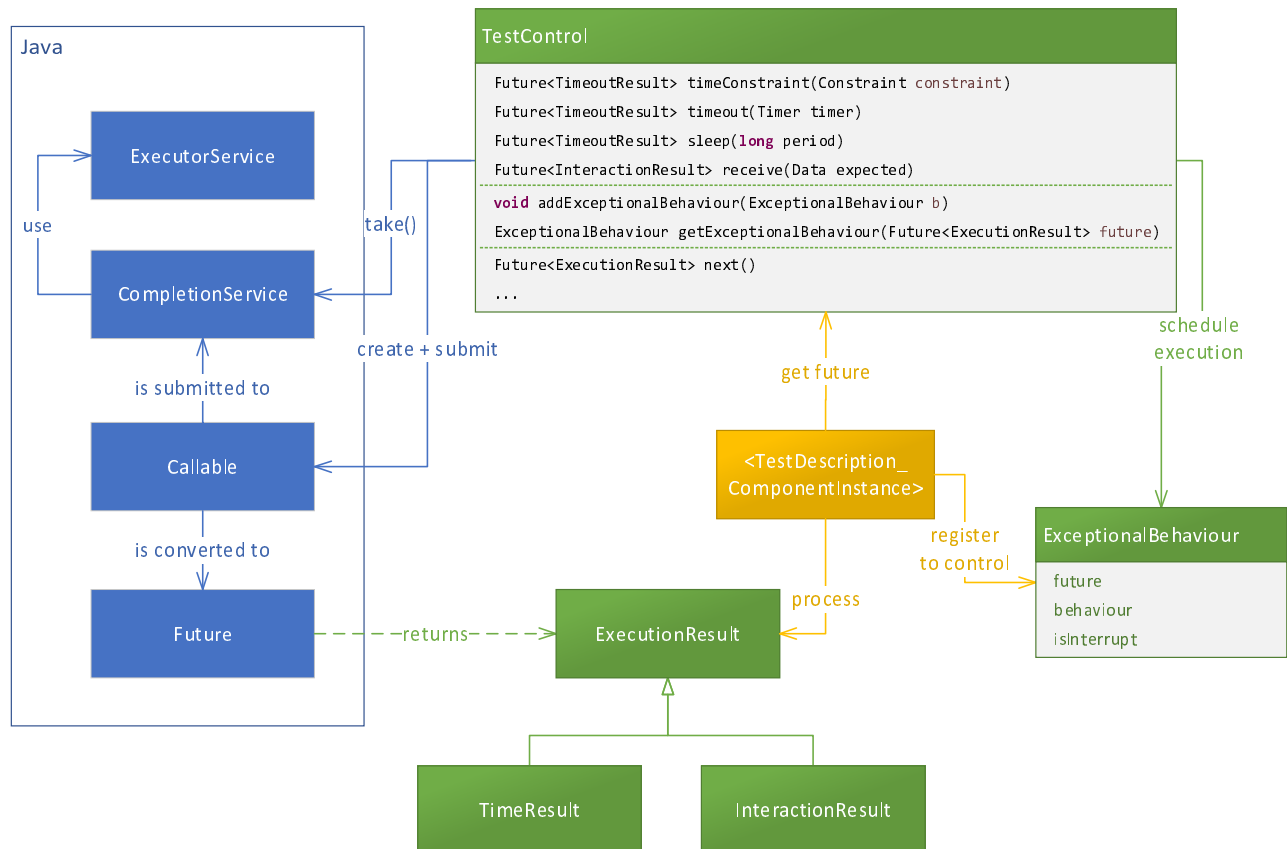 Java
ExecutorService
use
CompletionService
is submitted to
Callable
is converted to
Future
take()
create + submit
returns
TestControl
Future<TimeoutResult> timeConstraint(Constraint constraint)
Future<TimeoutResult> timeout(Timer timer)
Future<TimeoutResult> sleep(long period)
Future<InteractionResult> receive(Data expected)
void addExceptionalBehaviour(ExceptionalBehaviour b)
ExceptionalBehaviour getExceptionalBehaviour(Future<ExecutionResult> future)
Future<ExecutionResult> next()
...
schedule
execution
get future
<TestDescription_
ComponentInstance>
register
to control
process
ExceptionalBehaviour
future
behaviour
isInterrupt
ExecutionResult
TimeResult
InteractionResult